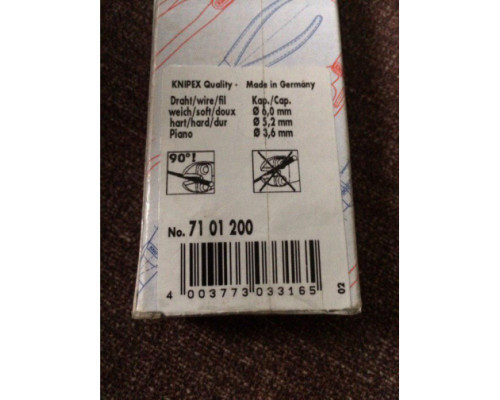 KNIPEX Quality - Made in Germany
Draht/wire/fil Kap./Cap.
weich/soft/doux Ø 6,0 mm
hart/hard/dur Ø 5,2 mm
Piano Ø 3,6 mm
90°!
No. 71 01 200
4 003773 033165
02